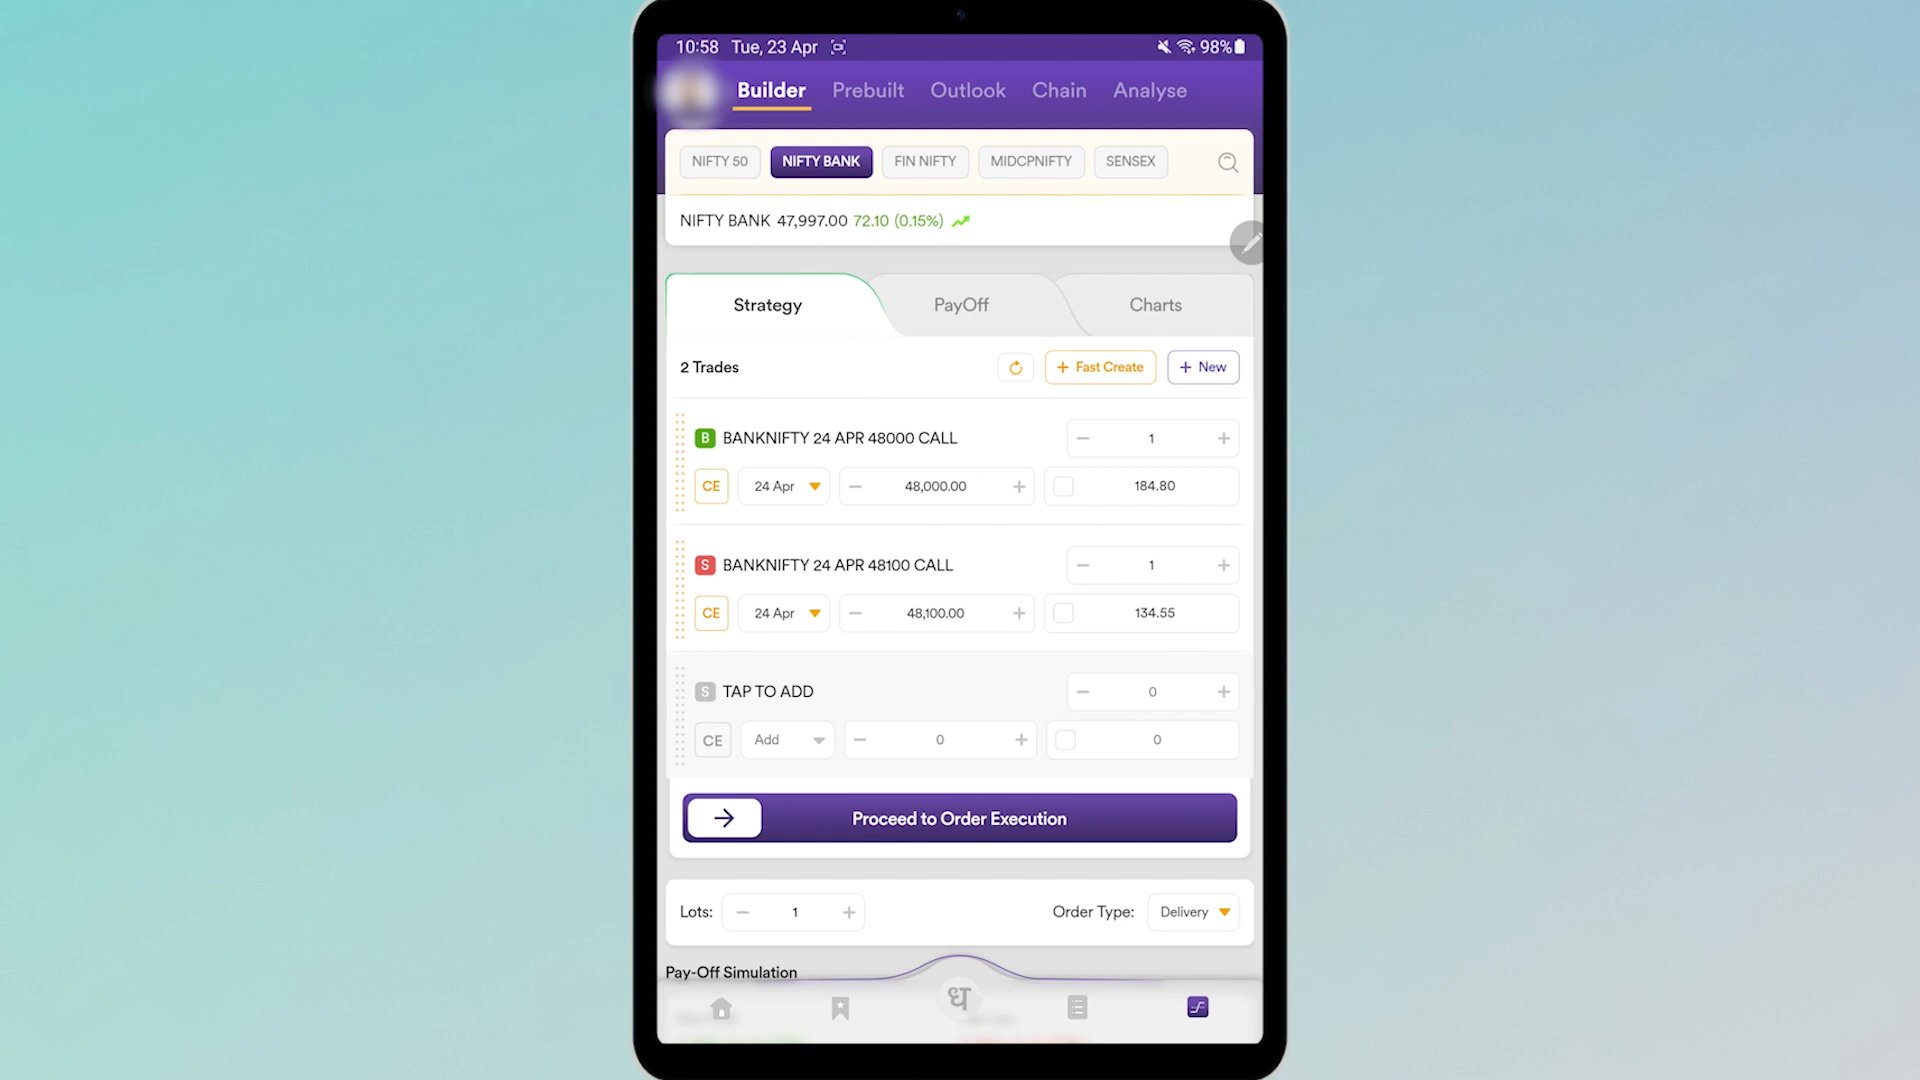 10:58 Tue, 23 Apr 98%
Builder Prebuilt Outlook Chain Analyse
NIFTY 50 NIFTY BANK FIN NIFTY MIDCPNIFTY SENSEX
NIFTY BANK 47,997.00 72.10 (0.15%)
Strategy PayOff Charts
2 Trades + Fast Create + New
B BANKNIFTY 24 APR 48000 CALL − 1 +
CE 24 Apr − 48,000.00 + 184.80
S BANKNIFTY 24 APR 48100 CALL − 1 +
CE 24 Apr − 48,100.00 + 134.55
S TAP TO ADD − 0 +
CE Add − 0 + 0
Proceed to Order Execution
Lots: − 1 + Order Type: Delivery
Pay-Off Simulation
ध